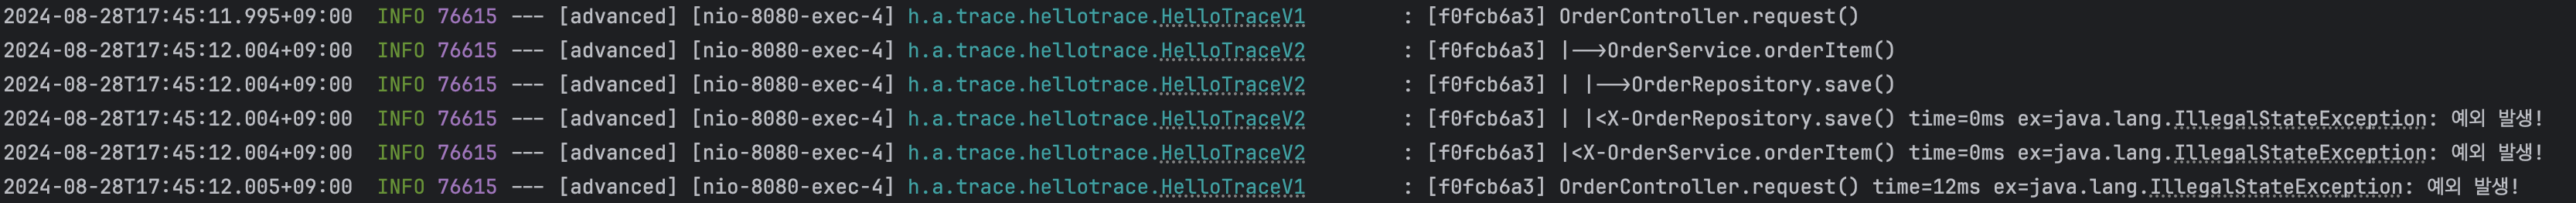 2024-08-28T17:45:11.995+09:00  INFO 76615 --- [advanced] [nio-8080-exec-4] h.a.trace.hellotrace.HelloTraceV1        : [f0fcb6a3] OrderController.request()
2024-08-28T17:45:12.004+09:00  INFO 76615 --- [advanced] [nio-8080-exec-4] h.a.trace.hellotrace.HelloTraceV2        : [f0fcb6a3] |-->OrderService.orderItem()
2024-08-28T17:45:12.004+09:00  INFO 76615 --- [advanced] [nio-8080-exec-4] h.a.trace.hellotrace.HelloTraceV2        : [f0fcb6a3] | |-->OrderRepository.save()
2024-08-28T17:45:12.004+09:00  INFO 76615 --- [advanced] [nio-8080-exec-4] h.a.trace.hellotrace.HelloTraceV2        : [f0fcb6a3] | |<X-OrderRepository.save() time=0ms ex=java.lang.IllegalStateException: 예외 발생!
2024-08-28T17:45:12.004+09:00  INFO 76615 --- [advanced] [nio-8080-exec-4] h.a.trace.hellotrace.HelloTraceV2        : [f0fcb6a3] |<X-OrderService.orderItem() time=0ms ex=java.lang.IllegalStateException: 예외 발생!
2024-08-28T17:45:12.005+09:00  INFO 76615 --- [advanced] [nio-8080-exec-4] h.a.trace.hellotrace.HelloTraceV1        : [f0fcb6a3] OrderController.request() time=12ms ex=java.lang.IllegalStateException: 예외 발생!